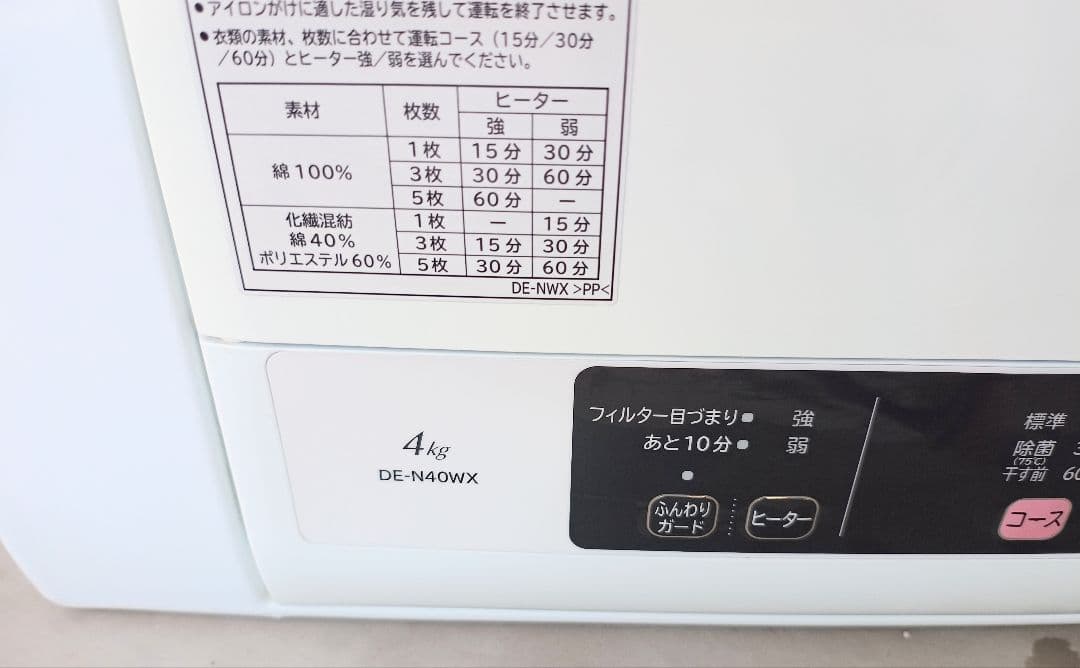 ●アイロンがけに適した湿り気を残して運転を終了させます。
●衣類の素材、枚数に合わせて運転コース(15分／30分
／60分)とヒーター強／弱を選んでください。
素材 枚数 ヒーター
強 弱
綿100% 1枚 15分 30分
3枚 30分 60分
5枚 60分 ー
化繊混紡
綿40%
ポリエステル60%
1枚 ー 15分
3枚 15分 30分
5枚 30分 60分
DE-NWX >PP<
4kg
DE-N40WX
フィルター目づまり 強
あと10分 弱
ふんわり
ガード
ヒーター
標準
除菌
(75℃)
干す前
コース